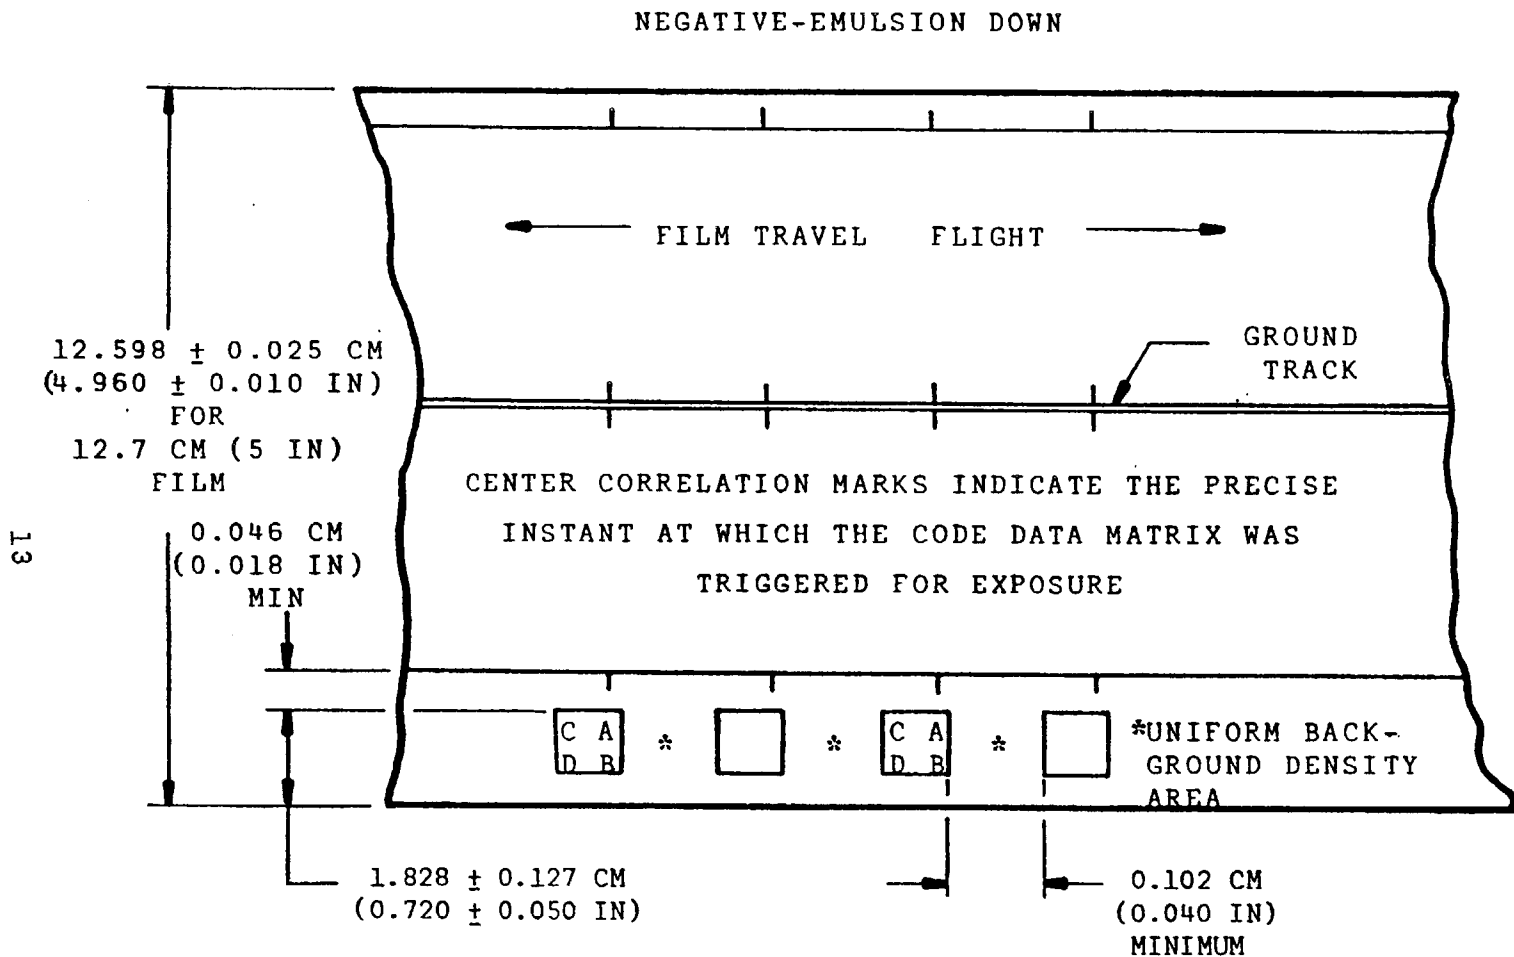 NEGATIVE-EMULSION DOWN
FILM TRAVEL FLIGHT
12.598 ± 0.025 CM
(4.960 ± 0.010 IN)
FOR
12.7 CM (5 IN)
FILM
GROUND
TRACK
CENTER CORRELATION MARKS INDICATE THE PRECISE
INSTANT AT WHICH THE CODE DATA MATRIX WAS
TRIGGERED FOR EXPOSURE
0.046 CM
(0.018 IN)
MIN
13
C A
D B
*
*
C A
D B
*
*UNIFORM BACK-
GROUND DENSITY
AREA
1.828 ± 0.127 CM
(0.720 ± 0.050 IN)
0.102 CM
(0.040 IN)
MINIMUM